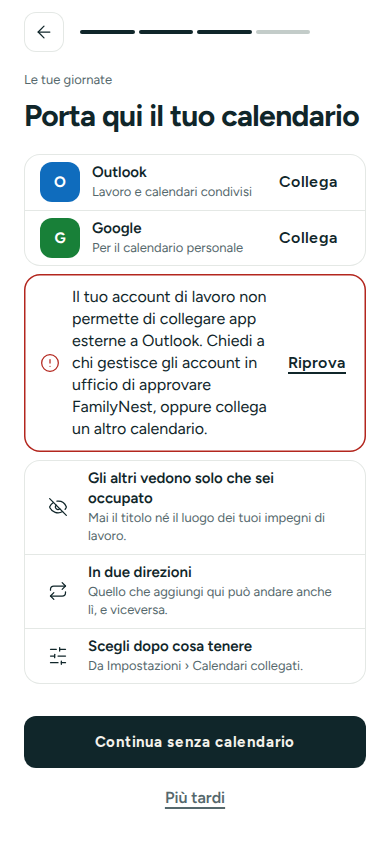 Le tue giornate
Porta qui il tuo calendario
O
Outlook
Lavoro e calendari condivisi
Collega
G
Google
Per il calendario personale
Collega
Il tuo account di lavoro non
permette di collegare app
esterne a Outlook. Chiedi a
chi gestisce gli account in
ufficio di approvare
FamilyNest, oppure collega
un altro calendario.
Riprova
Gli altri vedono solo che sei
occupato
Mai il titolo né il luogo dei tuoi impegni di
lavoro.
In due direzioni
Quello che aggiungi qui può andare anche
lì, e viceversa.
Scegli dopo cosa tenere
Da Impostazioni › Calendari collegati.
Continua senza calendario
Più tardi